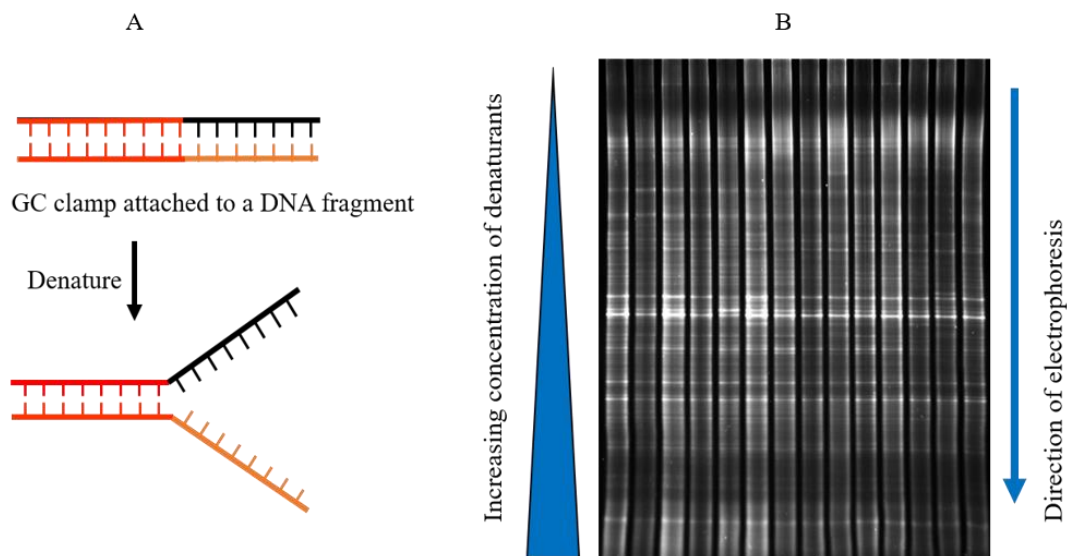 A
B
GC clamp attached to a DNA fragment
Denature
Increasing concentration of denaturants
Direction of electrophoresis